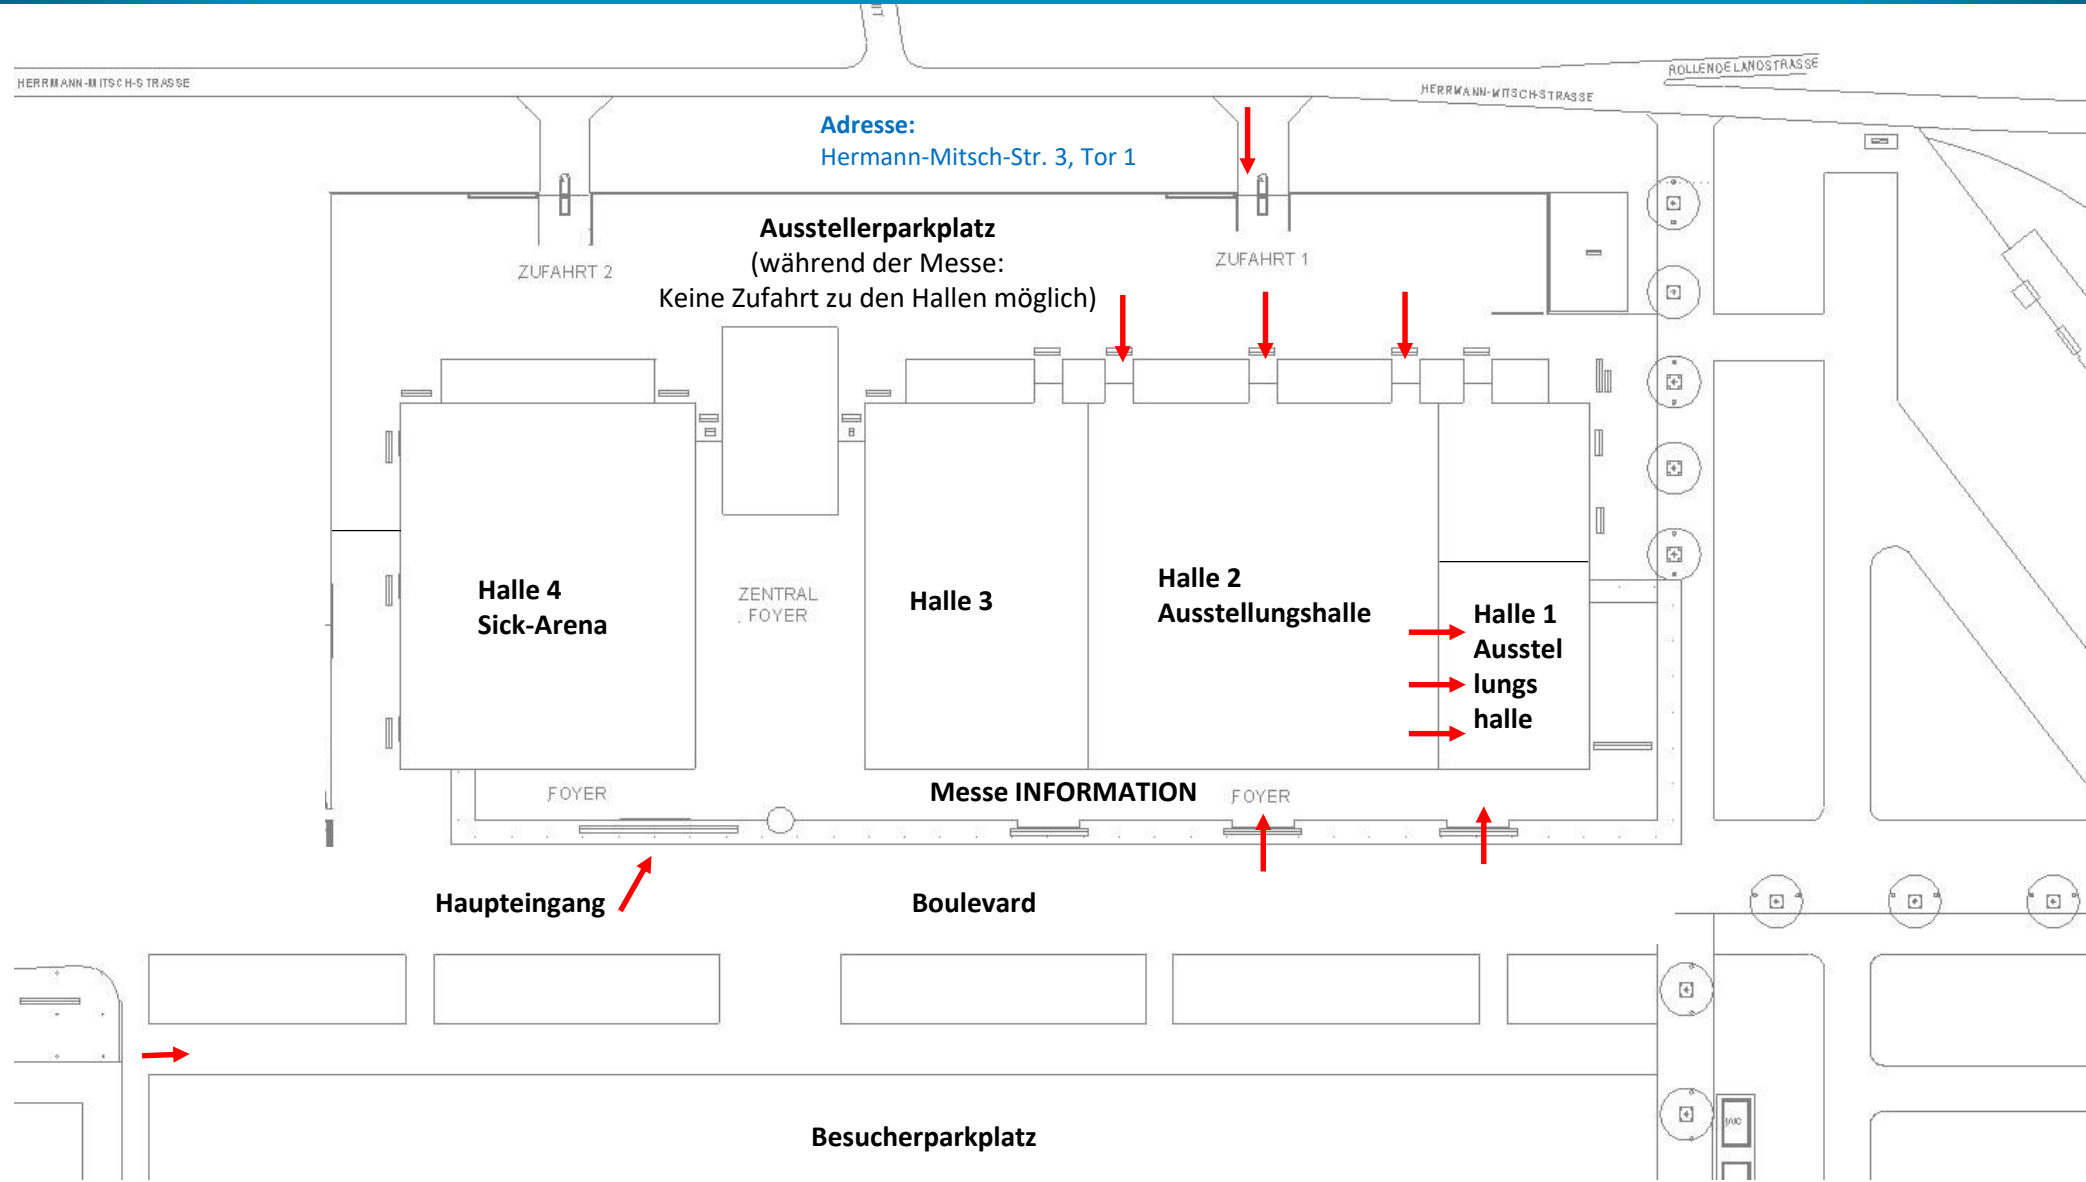 HERRMANN-MITSCH-STRASSE
ROLLENDE LANDSTRASSE
HERRMANN-MITSCH-STRASSE
Adresse:
Hermann-Mitsch-Str. 3, Tor 1
Ausstellerparkplatz
(während der Messe:
Keine Zufahrt zu den Hallen möglich)
ZUFAHRT 2
ZUFAHRT 1
Halle 4
Sick-Arena
ZENTRAL
FOYER
Halle 3
Halle 2
Ausstellungshalle
Halle 1
Ausstel
lungs
halle
FOYER
Messe INFORMATION
FOYER
Haupteingang
Boulevard
Besucherparkplatz